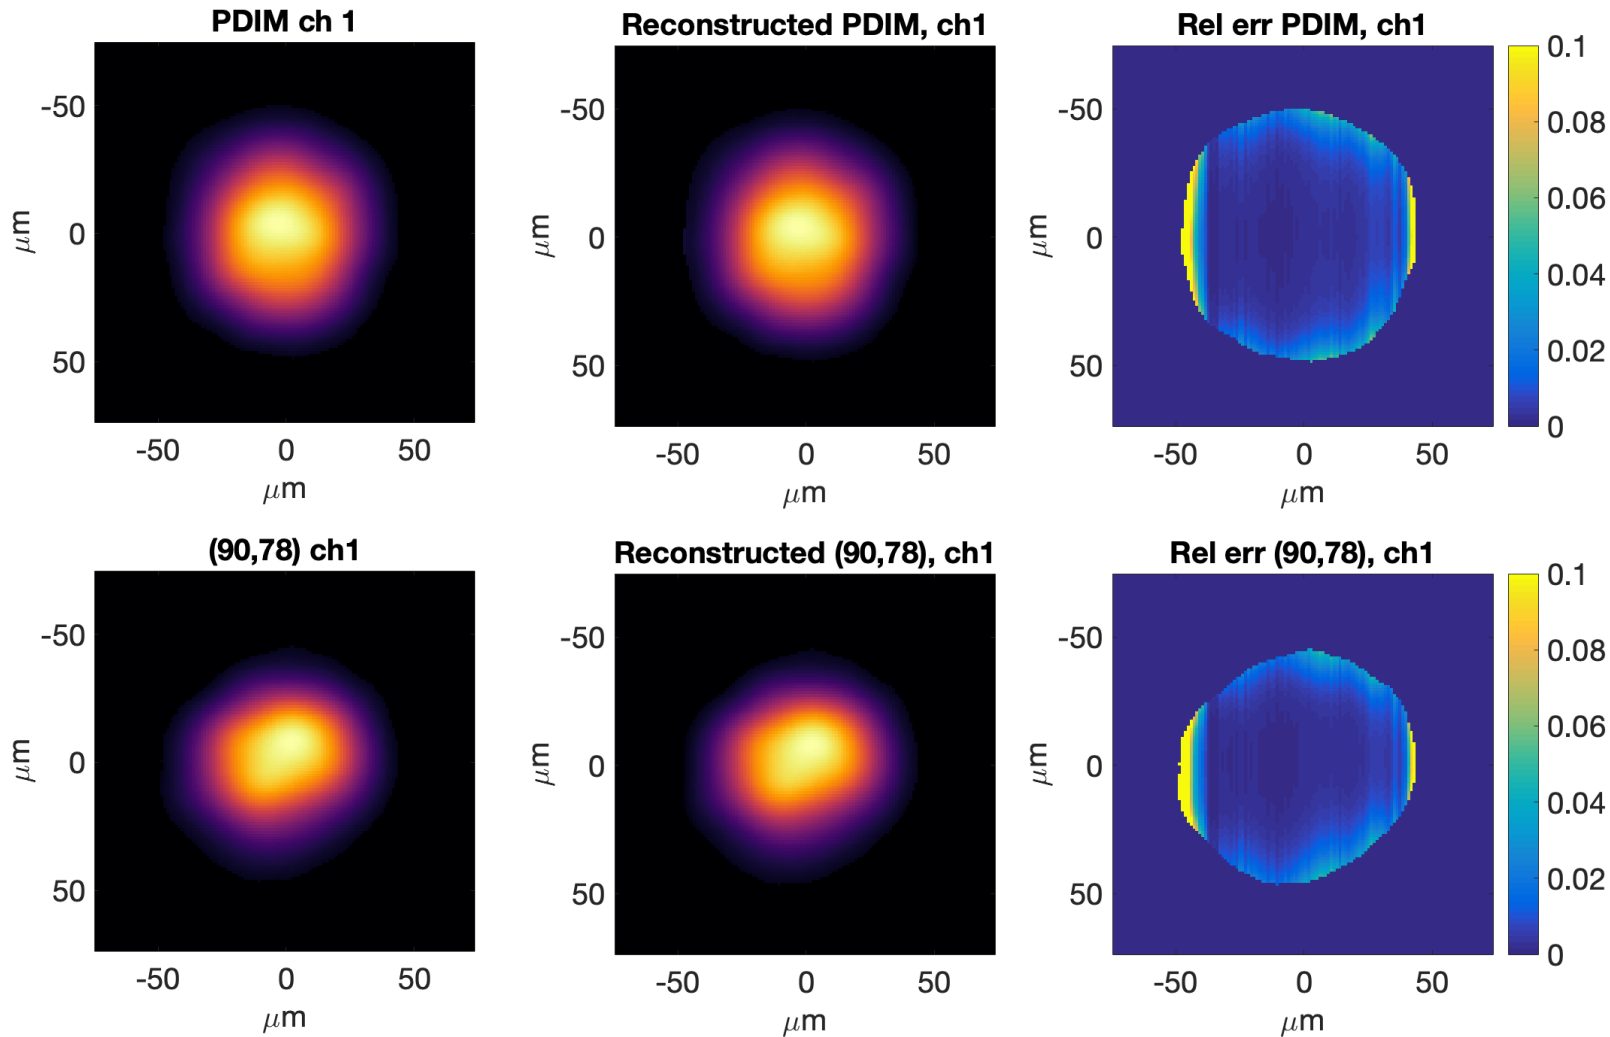 PDIM ch 1
Reconstructed PDIM, ch1
Rel err PDIM, ch1
-50
0
50
μm
-50
0
50
μm
-50
0
50
μm
-50
0
50
μm
-50
0
50
μm
-50
0
50
μm
0.1
0.08
0.06
0.04
0.02
0
(90,78) ch1
Reconstructed (90,78), ch1
Rel err (90,78), ch1
-50
0
50
μm
-50
0
50
μm
-50
0
50
μm
-50
0
50
μm
-50
0
50
μm
-50
0
50
μm
0.1
0.08
0.06
0.04
0.02
0